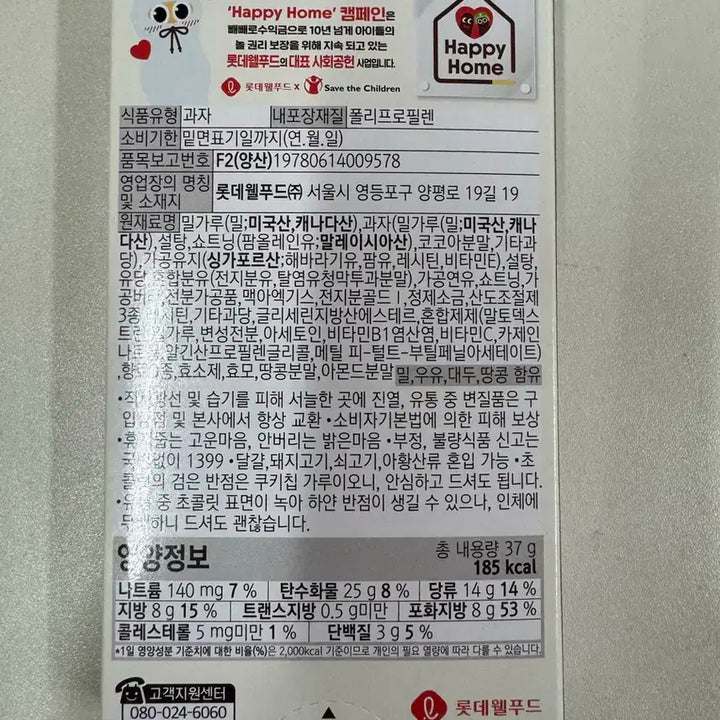 'Happy Home' 캠페인은
빼빼로수익금으로 10년 넘게 아이들의
놀 권리 보장을 위해 지속 되고 있는
롯데웰푸드의 대표 사회공헌 사업입니다.
롯데웰푸드 x Save the Children
Happy
Home
식품유형 과자 내포장재질 폴리프로필렌
소비기한 밑면표기일까지(연.월.일)
품목보고번호 F2(양산)19780614009578
영업장의 명칭
및 소재지
롯데웰푸드㈜ 서울시 영등포구 양평로 19길 19
원재료명 밀가루(밀;미국산,캐나다산),과자(밀가루(밀;미국산,캐나
다산),설탕,쇼트닝(팜올레인유;말레이시아산),코코아분말,기타과
당),가공유지(싱가포르산;해바라기유,팜유,레시틴,비타민E),설탕,
유당,혼합분유(전지분유,탈염유청막투과분말),가공연유,쇼트닝,가
공버터,전분가공품,맥아엑스,전지분골드Ⅰ,정제소금,산도조절제
3종,레시틴,기타과당,글리세린지방산에스테르,혼합제제(말토덱스
트린,밀가루,변성전분,아세토인,비타민B1염산염,비타민C,카제인
나트륨,알긴산프로필렌글리콜,메틸 피-털트-부틸페닐아세테이트)
,향료 종,효소제,효모,땅콩분말,아몬드분말 밀,우유,대두,땅콩 함유
•직사광선 및 습기를 피해 서늘한 곳에 진열, 유통 중 변질품은 구
입상점 및 본사에서 항상 교환 •소비자기본법에 의한 피해 보상
•휴지줍는 고운마음, 안버리는 밝은마음 •부정, 불량식품 신고는
국번없이 1399 •달걀,돼지고기,쇠고기,아황산류 혼입 가능 •초
콜릿의 검은 반점은 쿠키칩 가루이오니, 안심하고 드셔도 됩니다.
•유통 중 초콜릿 표면이 녹아 하얀 반점이 생길 수 있으나, 인체에
무해하니 드셔도 괜찮습니다.
영양정보 총 내용량 37 g
185 kcal
나트륨 140 mg 7 % 탄수화물 25 g 8 % 당류 14 g 14 %
지방 8 g 15 % 트랜스지방 0.5 g미만 포화지방 8 g 53 %
콜레스테롤 5 mg미만 1 % 단백질 3 g 5 %
*1일 영양성분 기준치에 대한 비율(%)은 2,000kcal 기준이므로 개인의 필요 열량에 따라 다를 수 있습니다.
고객지원센터
080-024-6060
롯데웰푸드